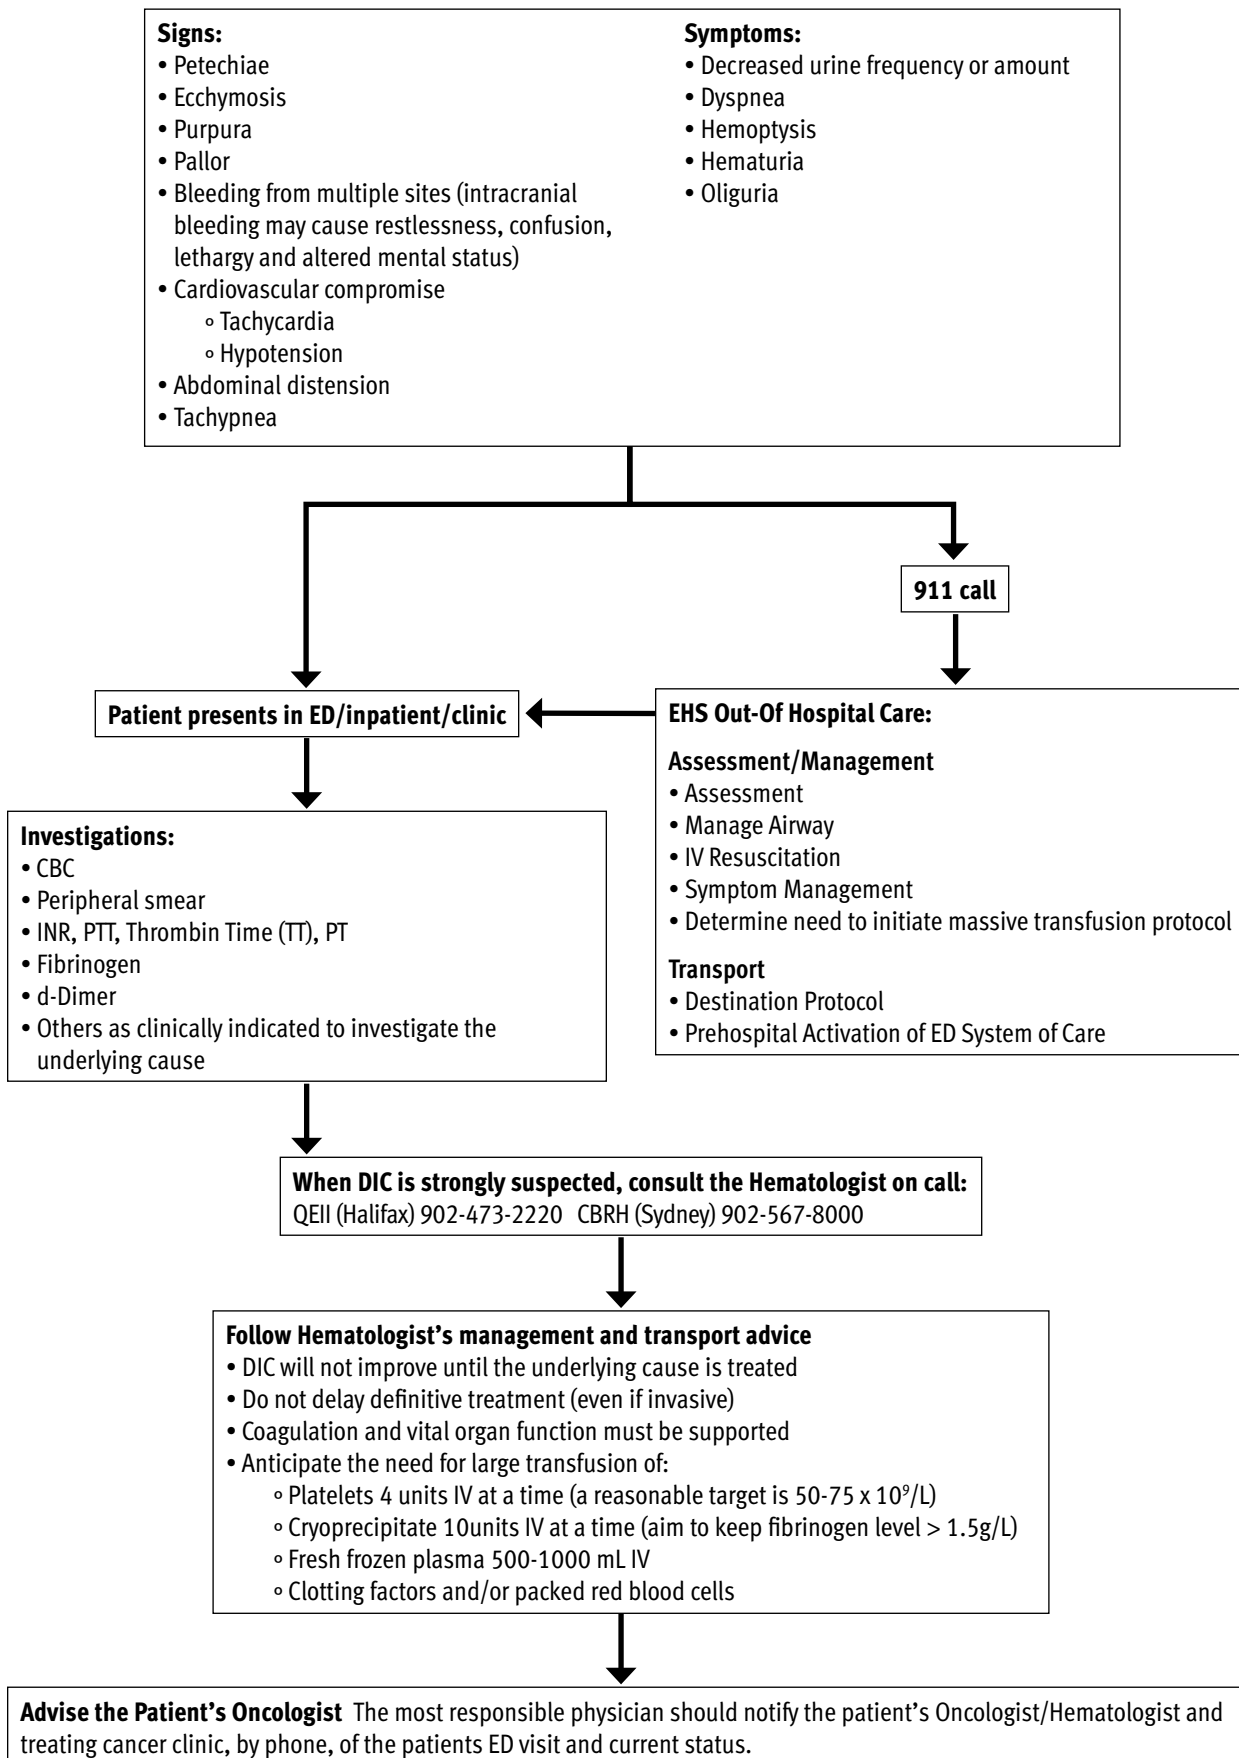 Signs:
• Petechiae
• Ecchymosis
• Purpura
• Pallor
• Bleeding from multiple sites (intracranial
bleeding may cause restlessness, confusion,
lethargy and altered mental status)
• Cardiovascular compromise
° Tachycardia
° Hypotension
• Abdominal distension
• Tachypnea
Symptoms:
• Decreased urine frequency or amount
• Dyspnea
• Hemoptysis
• Hematuria
• Oliguria
911 call
EHS Out-Of Hospital Care:
Assessment/Management
• Assessment
• Manage Airway
• IV Resuscitation
• Symptom Management
• Determine need to initiate massive transfusion protocol
Transport
• Destination Protocol
• Prehospital Activation of ED System of Care
Patient presents in ED/inpatient/clinic
Investigations:
• CBC
• Peripheral smear
• INR, PTT, Thrombin Time (TT), PT
• Fibrinogen
• d-Dimer
• Others as clinically indicated to investigate the
underlying cause
When DIC is strongly suspected, consult the Hematologist on call:
QEII (Halifax) 902-473-2220 CBRH (Sydney) 902-567-8000
Follow Hematologist's management and transport advice
• DIC will not improve until the underlying cause is treated
• Do not delay definitive treatment (even if invasive)
• Coagulation and vital organ function must be supported
• Anticipate the need for large transfusion of:
° Platelets 4 units IV at a time (a reasonable target is 50-75 x 10⁹/L)
° Cryoprecipitate 10units IV at a time (aim to keep fibrinogen level > 1.5g/L)
° Fresh frozen plasma 500-1000 mL IV
° Clotting factors and/or packed red blood cells
Advise the Patient's Oncologist The most responsible physician should notify the patient's Oncologist/Hematologist and
treating cancer clinic, by phone, of the patients ED visit and current status.